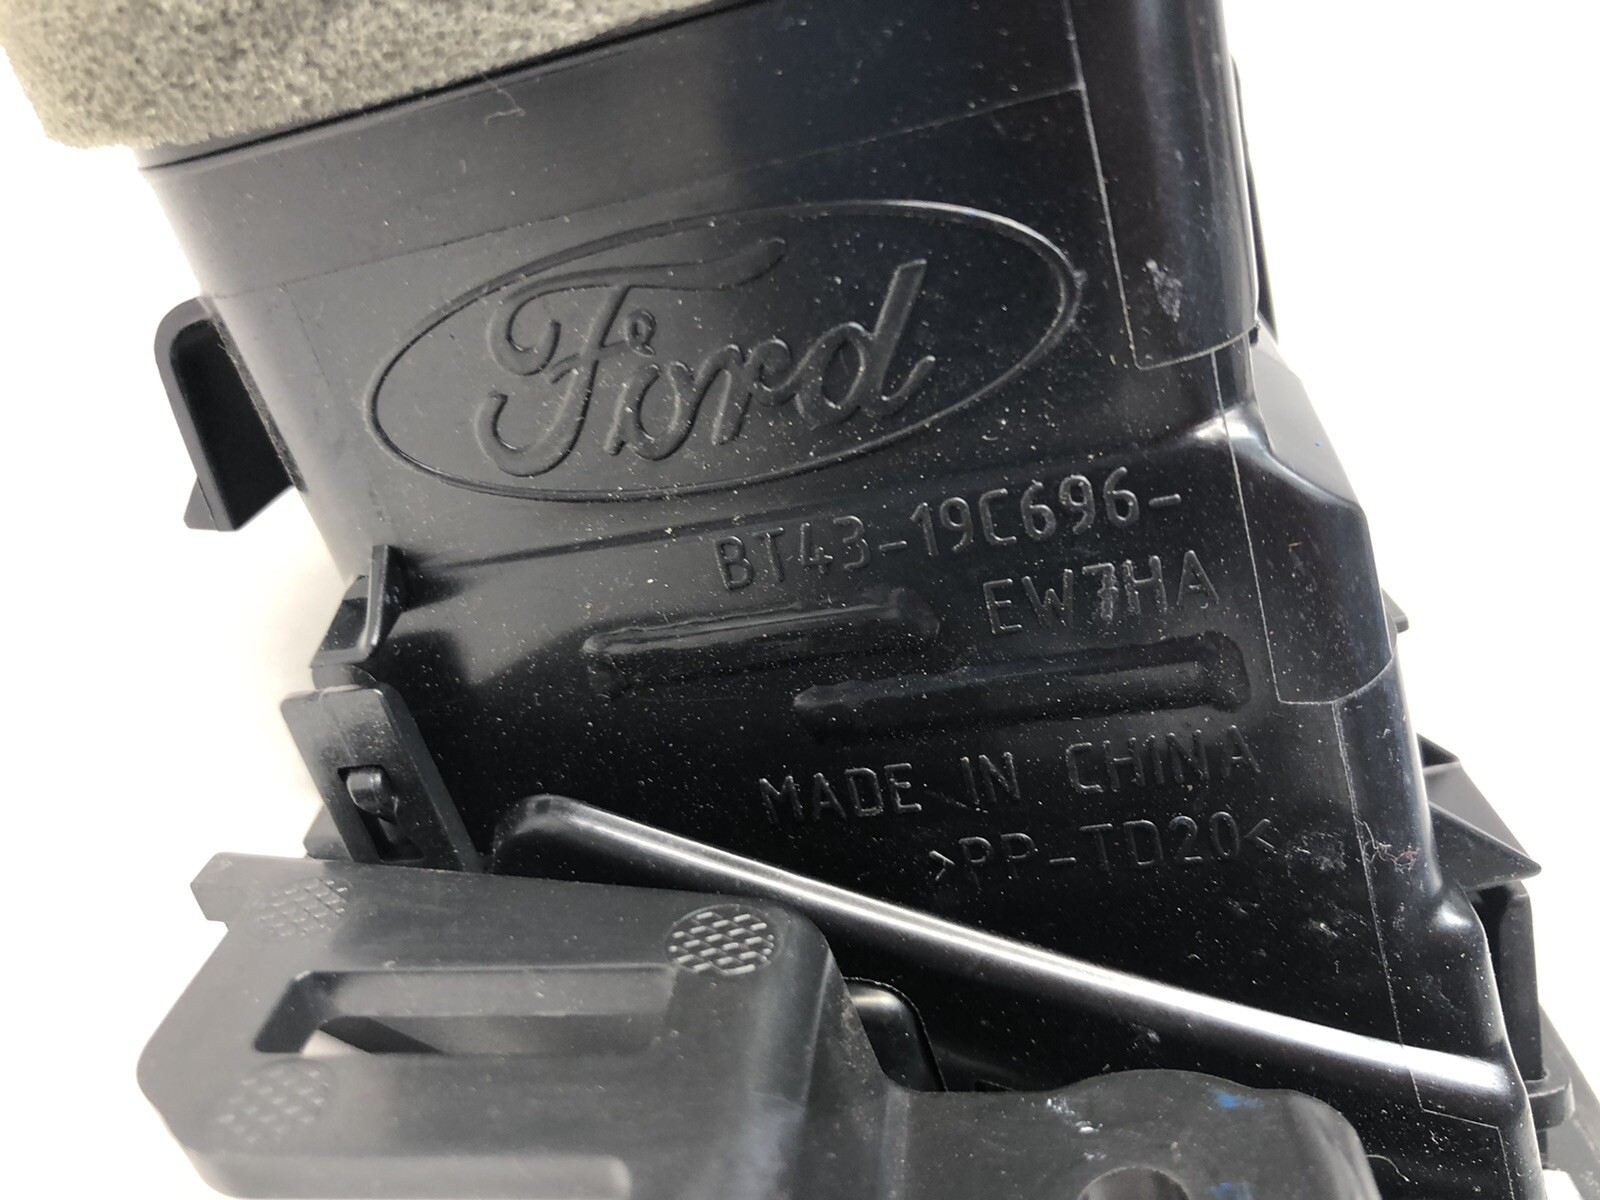 Ford
BT43-19C696-
EW7HA
MADE IN CHINA
>PP-TD20<